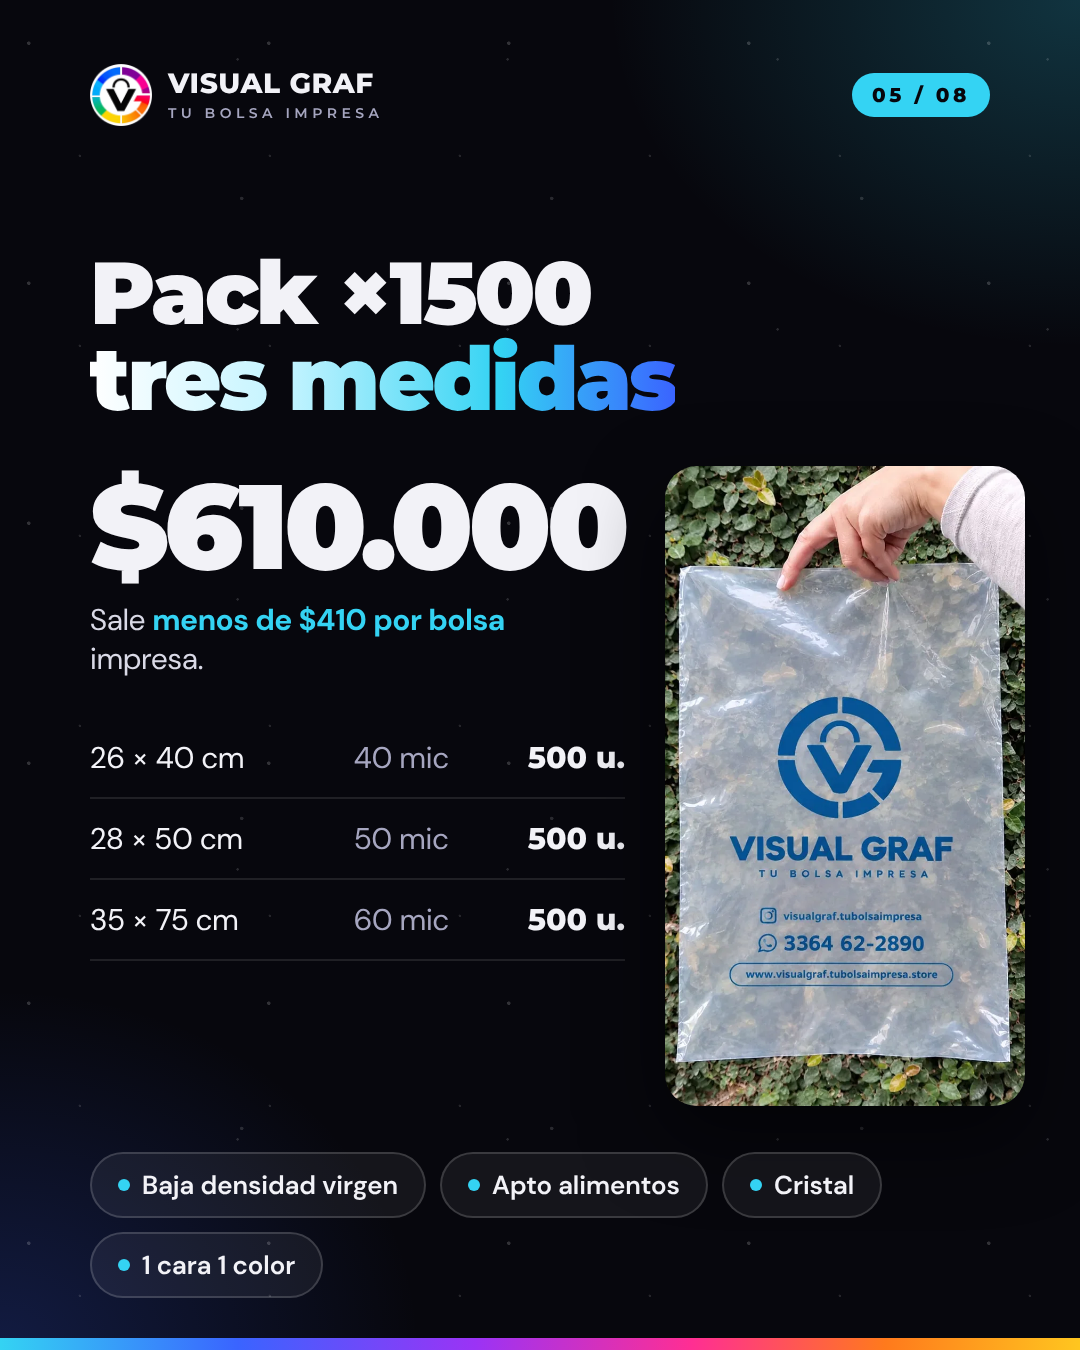 VISUAL GRAF
TU BOLSA IMPRESA
05 / 08
Pack ×1500
tres medidas
$610.000
Sale menos de $410 por bolsa
impresa.
26 × 40 cm 40 mic 500 u.
28 × 50 cm 50 mic 500 u.
35 × 75 cm 60 mic 500 u.
VISUAL GRAF
TU BOLSA IMPRESA
visualgraf.tubolsaimpresa
3364 62-2890
www.visualgraf.tubolsaimpresa.store
Baja densidad virgen
Apto alimentos
Cristal
1 cara 1 color